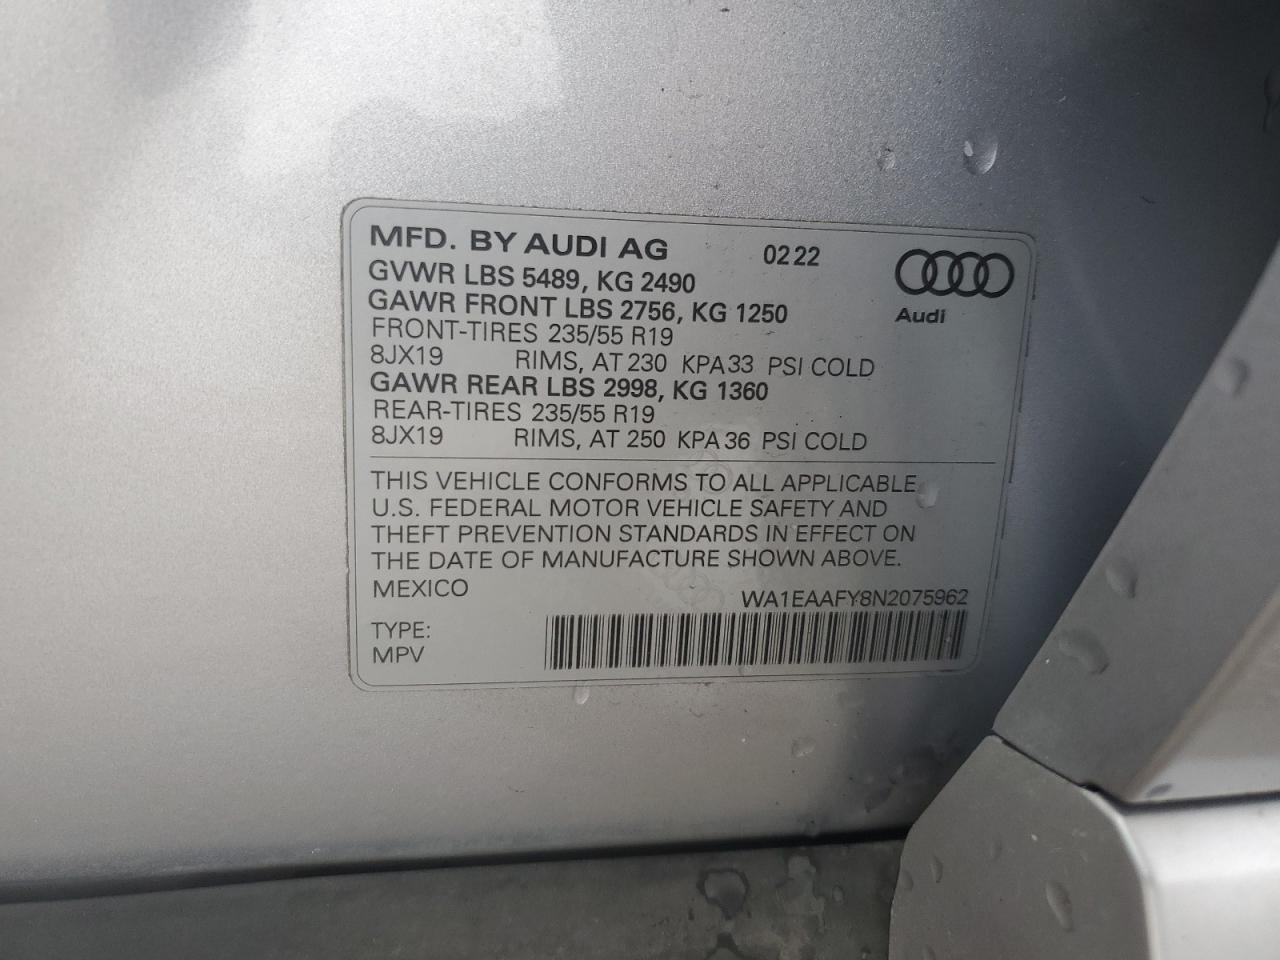 MFD. BY AUDI AG 02 22
GVWR LBS 5489, KG 2490
GAWR FRONT LBS 2756, KG 1250
Audi
FRONT-TIRES 235/55 R19
8JX19 RIMS, AT 230 KPA 33 PSI COLD
GAWR REAR LBS 2998, KG 1360
REAR-TIRES 235/55 R19
8JX19 RIMS, AT 250 KPA 36 PSI COLD
THIS VEHICLE CONFORMS TO ALL APPLICABLE
U.S. FEDERAL MOTOR VEHICLE SAFETY AND
THEFT PREVENTION STANDARDS IN EFFECT ON
THE DATE OF MANUFACTURE SHOWN ABOVE.
MEXICO WA1EAAFY8N2075962
TYPE:
MPV